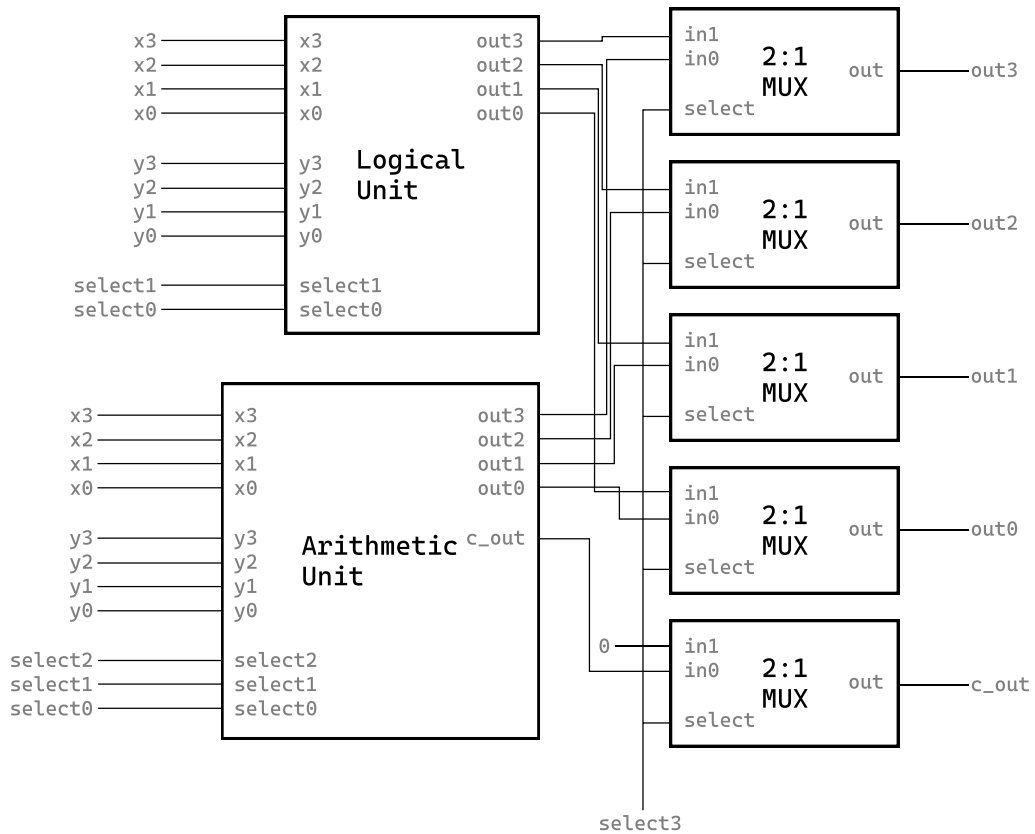 x3 x3 out3
x2 x2 out2
x1 x1 out1
x0 x0 out0
y3 y3
y2 y2
y1 y1
y0 y0
Logical
Unit
select1 select1
select0 select0
x3 x3 out3
x2 x2 out2
x1 x1 out1
x0 x0 out0
y3 y3 c_out
y2 y2
y1 y1
y0 y0
Arithmetic
Unit
select2 select2
select1 select1
select0 select0
in1
in0
select
2:1
MUX
out out3
in1
in0
select
2:1
MUX
out out2
in1
in0
select
2:1
MUX
out out1
in1
in0
select
2:1
MUX
out out0
0 in1
in0
select
2:1
MUX
out c_out
select3